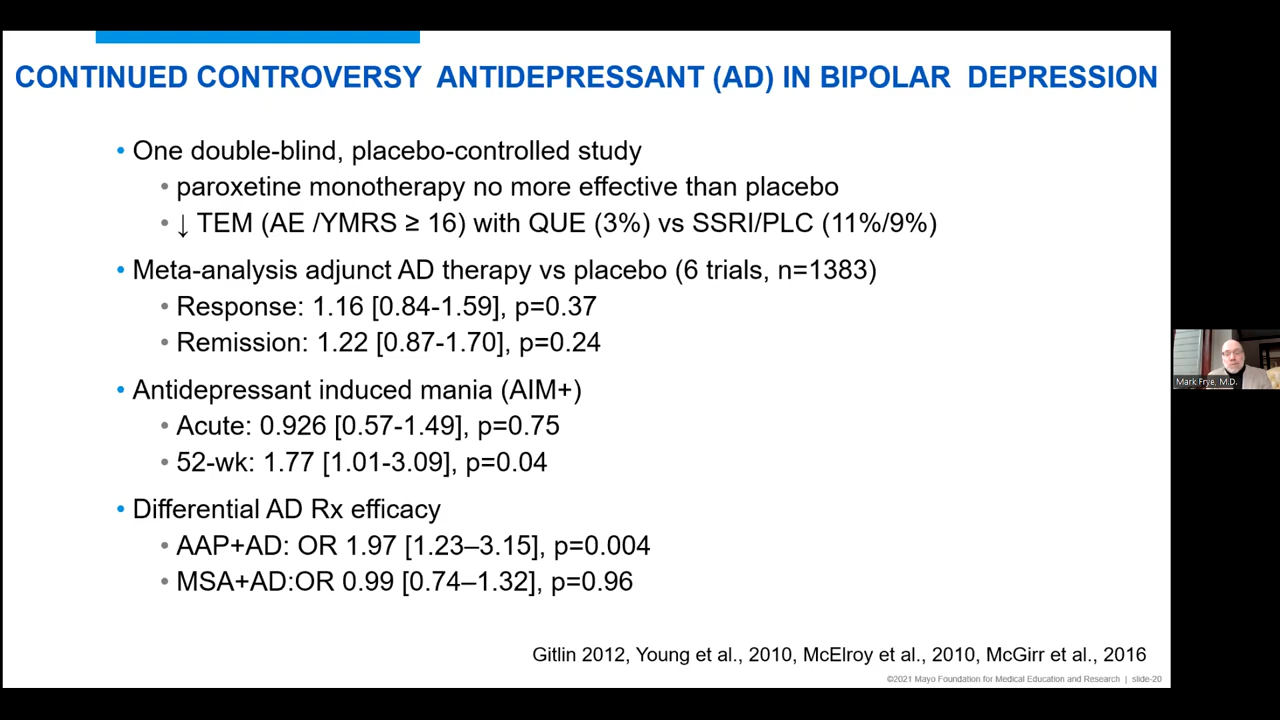 CONTINUED CONTROVERSY ANTIDEPRESSANT (AD) IN BIPOLAR DEPRESSION
• One double-blind, placebo-controlled study
• paroxetine monotherapy no more effective than placebo
• ↓ TEM (AE /YMRS ≥ 16) with QUE (3%) vs SSRI/PLC (11%/9%)
• Meta-analysis adjunct AD therapy vs placebo (6 trials, n=1383)
• Response: 1.16 [0.84-1.59], p=0.37
• Remission: 1.22 [0.87-1.70], p=0.24
• Antidepressant induced mania (AIM+)
• Acute: 0.926 [0.57-1.49], p=0.75
• 52-wk: 1.77 [1.01-3.09], p=0.04
• Differential AD Rx efficacy
• AAP+AD: OR 1.97 [1.23–3.15], p=0.004
• MSA+AD:OR 0.99 [0.74–1.32], p=0.96
Gitlin 2012, Young et al., 2010, McElroy et al., 2010, McGirr et al., 2016
©2021 Mayo Foundation for Medical Education and Research | slide-20
Mark Frye, M.D.